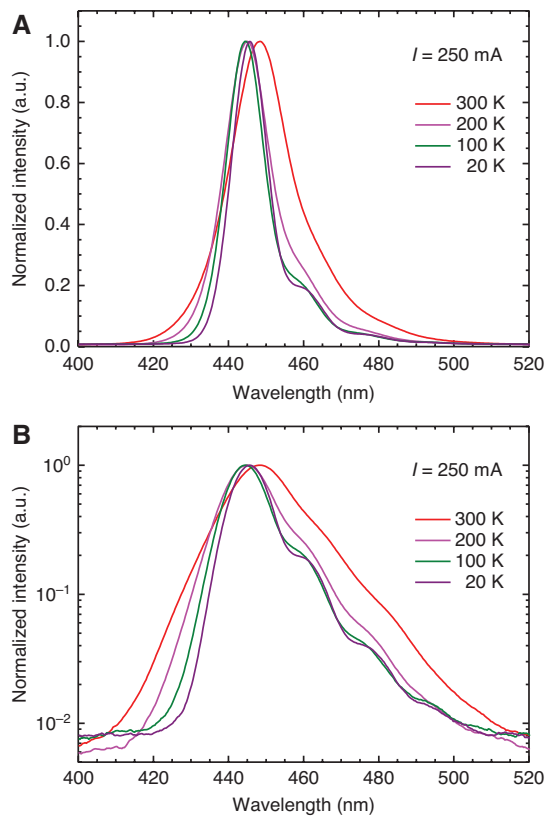 A
I = 250 mA
300 K
200 K
100 K
20 K
Normalized intensity (a.u.)
1.0
0.8
0.6
0.4
0.2
0.0
400 420 440 460 480 500 520
Wavelength (nm)
B
I = 250 mA
300 K
200 K
100 K
20 K
Normalized intensity (a.u.)
10⁰
10⁻¹
10⁻²
400 420 440 460 480 500 520
Wavelength (nm)